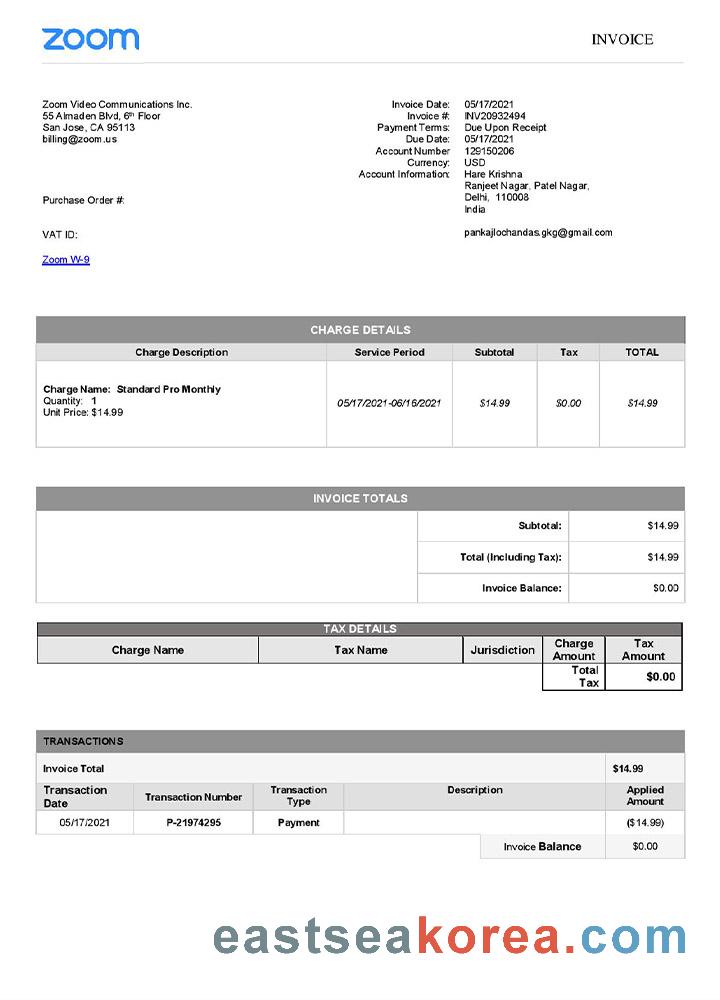 zoom
INVOICE
Zoom Video Communications Inc.
55 Almaden Blvd, 6th Floor
San Jose, CA 95113
billing@zoom.us
Purchase Order #:
VAT ID:
Zoom W-9
Invoice Date: 05/17/2021
Invoice #: INV20932494
Payment Terms: Due Upon Receipt
Due Date: 05/17/2021
Account Number 129150206
Currency: USD
Account Information: Hare Krishna
Ranjeet Nagar, Patel Nagar,
Delhi, 110008
India
pankajlochandas.gkg@gmail.com
CHARGE DETAILS
Charge Description Service Period Subtotal Tax TOTAL
Charge Name: Standard Pro Monthly
Quantity: 1
Unit Price: $14.99
05/17/2021-06/16/2021 $14.99 $0.00 $14.99
INVOICE TOTALS
Subtotal: $14.99
Total (Including Tax): $14.99
Invoice Balance: $0.00
TAX DETAILS
Charge Name Tax Name Jurisdiction Charge Amount Tax Amount
Total Tax $0.00
TRANSACTIONS
Invoice Total $14.99
Transaction Date Transaction Number Transaction Type Description Applied Amount
05/17/2021 P-21974295 Payment ($14.99)
Invoice Balance $0.00
eastseakorea.com